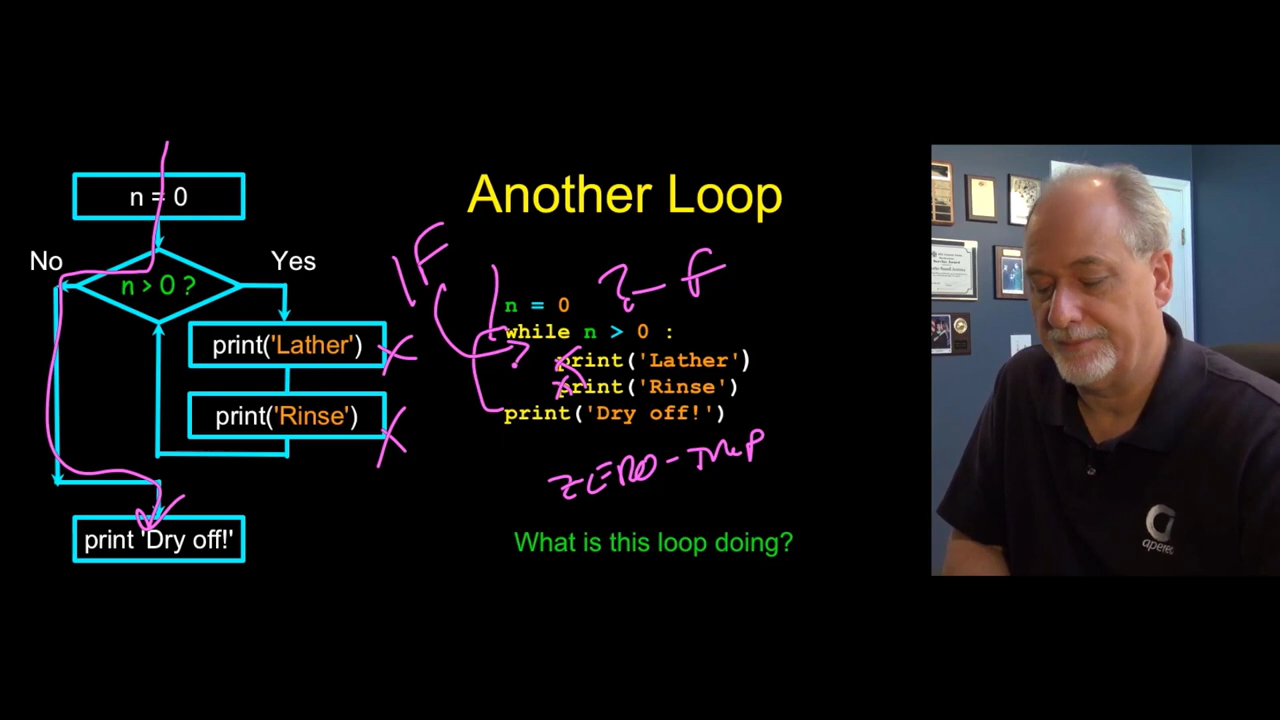 Another Loop
n = 0
No
Yes
n > 0 ?
print('Lather')
print('Rinse')
print 'Dry off!'
IF
n = 0
while n > 0 :
print('Lather')
print('Rinse')
print('Dry off!')
ZERO-TRIP
What is this loop doing?